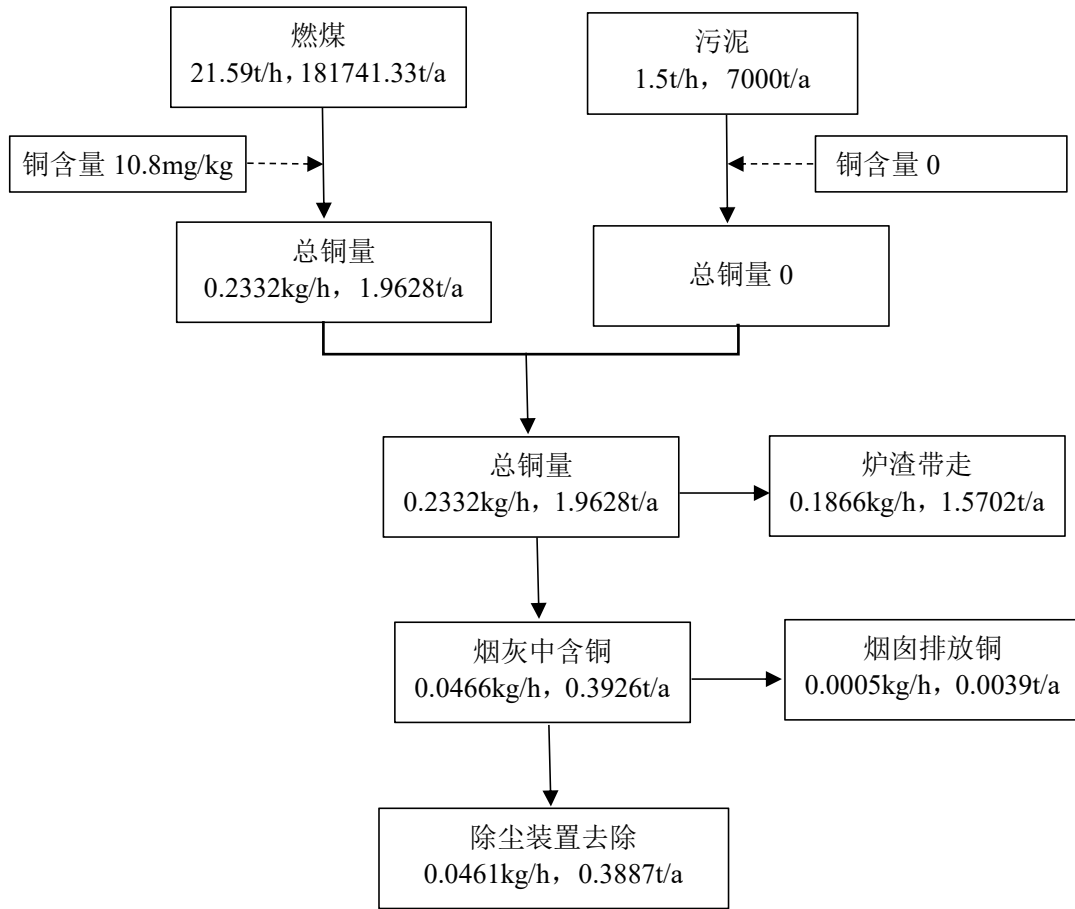 燃煤
21.59t/h，181741.33t/a
污泥
1.5t/h，7000t/a
铜含量 10.8mg/kg
铜含量 0
总铜量
0.2332kg/h，1.9628t/a
总铜量 0
总铜量
0.2332kg/h，1.9628t/a
炉渣带走
0.1866kg/h，1.5702t/a
烟灰中含铜
0.0466kg/h，0.3926t/a
烟囱排放铜
0.0005kg/h，0.0039t/a
除尘装置去除
0.0461kg/h，0.3887t/a